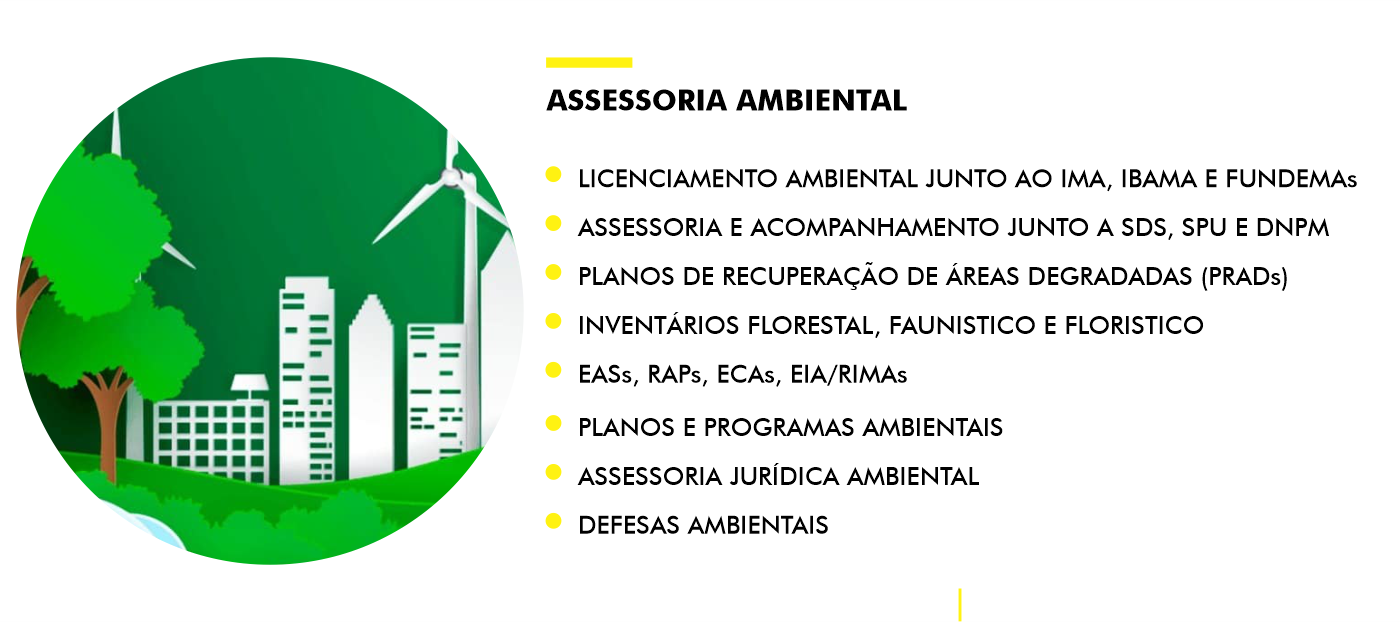 ASSESSORIA AMBIENTAL
LICENCIAMENTO AMBIENTAL JUNTO AO IMA, IBAMA E FUNDEMAs
ASSESSORIA E ACOMPANHAMENTO JUNTO A SDS, SPU E DNPM
PLANOS DE RECUPERAÇÃO DE ÁREAS DEGRADADAS (PRADs)
INVENTÁRIOS FLORESTAL, FAUNISTICO E FLORISTICO
EASs, RAPs, ECAs, EIA/RIMAs
PLANOS E PROGRAMAS AMBIENTAIS
ASSESSORIA JURÍDICA AMBIENTAL
DEFESAS AMBIENTAIS